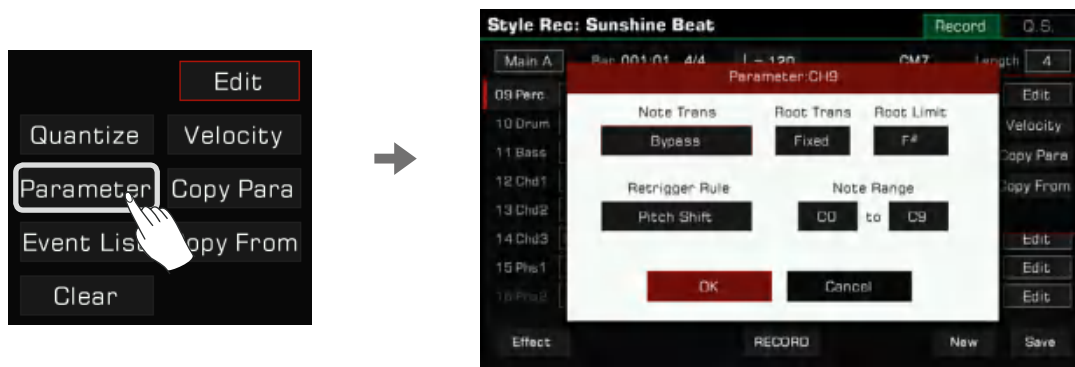 Edit
Quantize Velocity
Parameter Copy Para
Event List Copy From
Clear
Style Rec: Sunshine Beat Record Q.S.
Main A Bar 001:01 4/4 = 120 CM7 Length 4
Parameter:CH9
09 Perc Edit
Note Trans Root Trans Root Limit
10 Drum Bypass Fixed F# Velocity
11 Bass Copy Para
12 Chd1 Retrigger Rule Note Range Copy From
13 Chd2 Pitch Shift C0 to C9
14 Chd3 Edit
15 Phs1 Edit
OK Cancel
16 Phs2 Edit
Effect RECORD New Save